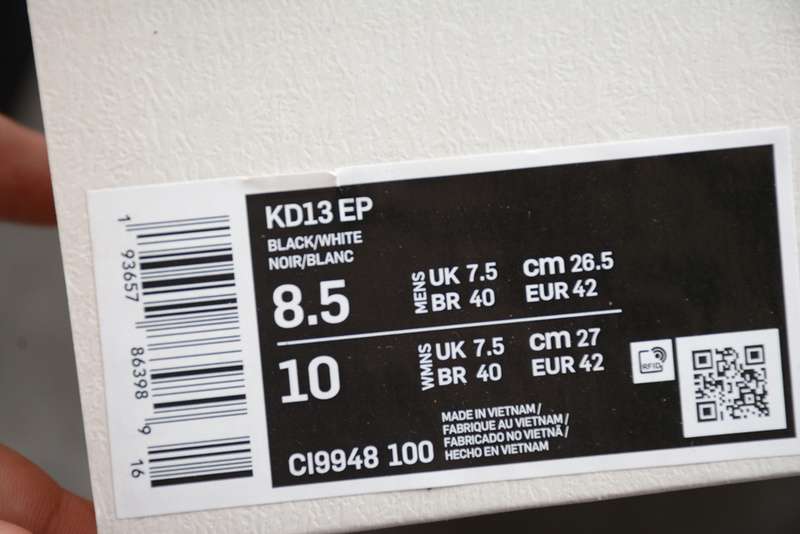 KD13 EP
BLACK/WHITE
NOIR/BLANC
8.5
MENS
UK 7.5
BR 40
cm 26.5
EUR 42
10
WMNS
UK 7.5
BR 40
cm 27
EUR 42
RFID
CI9948 100
MADE IN VIETNAM /
FABRIQUE AU VIETNAM /
FABRICADO NO VIETNÃ /
HECHO EN VIETNAM
1 93657 86398 9 16